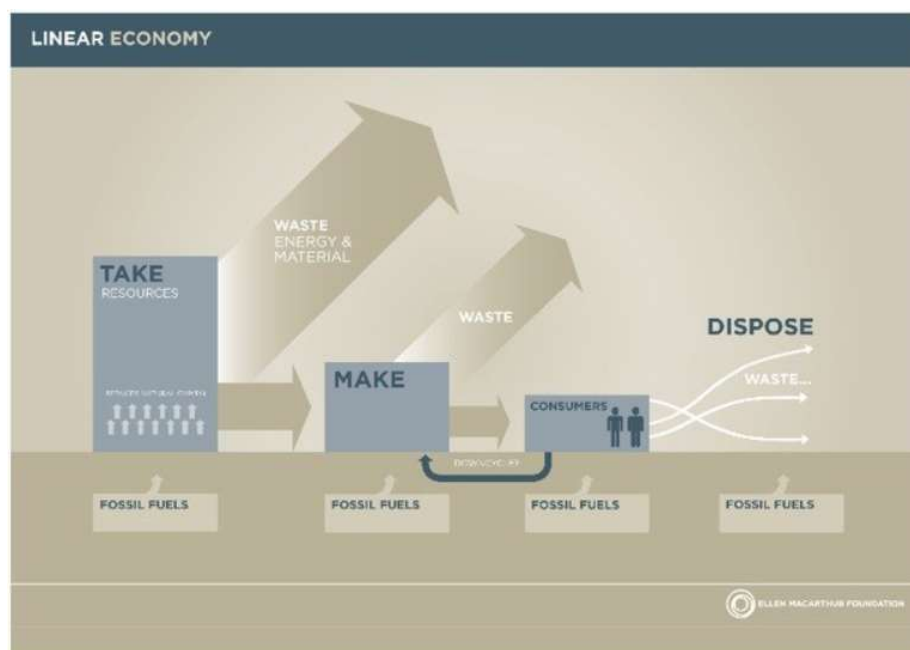 LINEAR ECONOMY
WASTE
ENERGY &
MATERIAL
TAKE
RESOURCES
WASTE
DISPOSE
MAKE
WASTE...
CONSUMERS
FOSSIL FUELS
FOSSIL FUELS
FOSSIL FUELS
FOSSIL FUELS
ELLEN MACARTHUR FOUNDATION